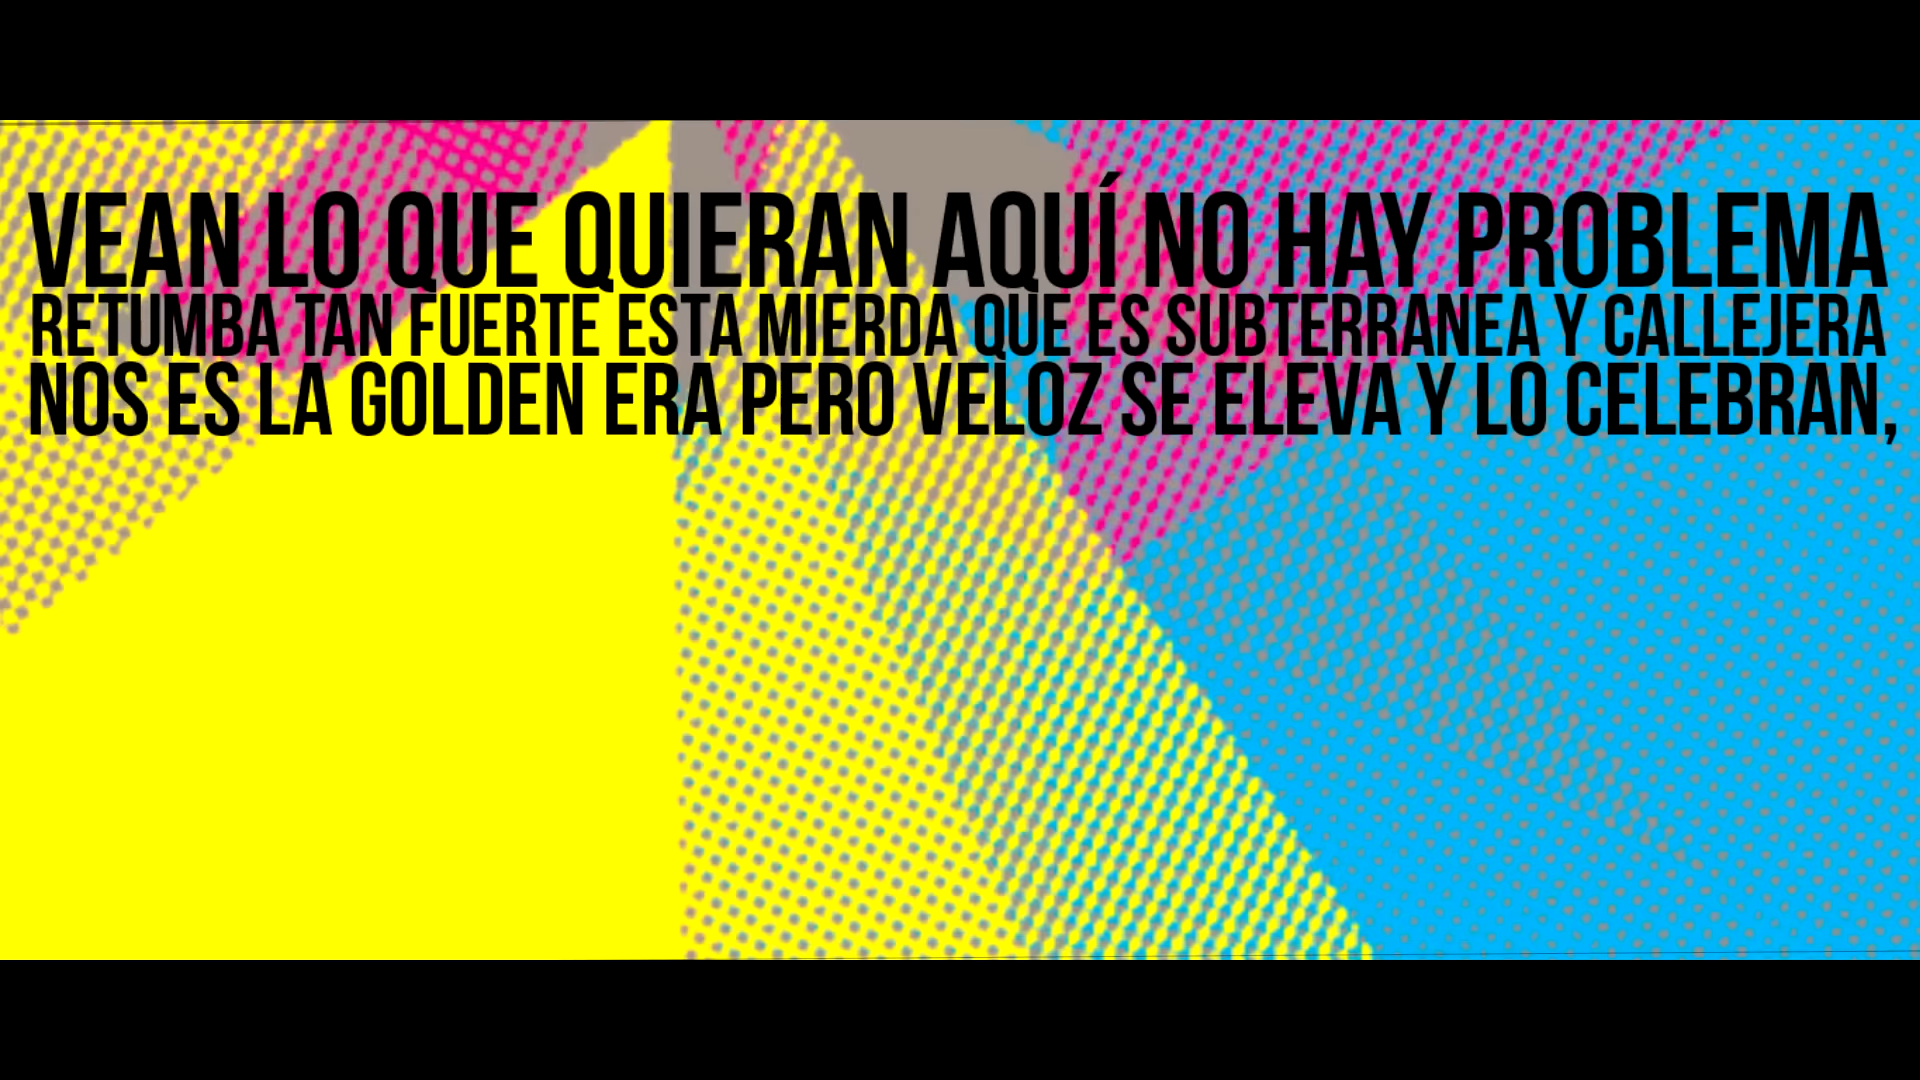 VEAN LO QUE QUIERAN AQUÍ NO HAY PROBLEMA
RETUMBA TAN FUERTE ESTA MIERDA QUE ES SUBTERRANEA Y CALLEJERA
NOS ES LA GOLDEN ERA PERO VELOZ SE ELEVA Y LO CELEBRAN,